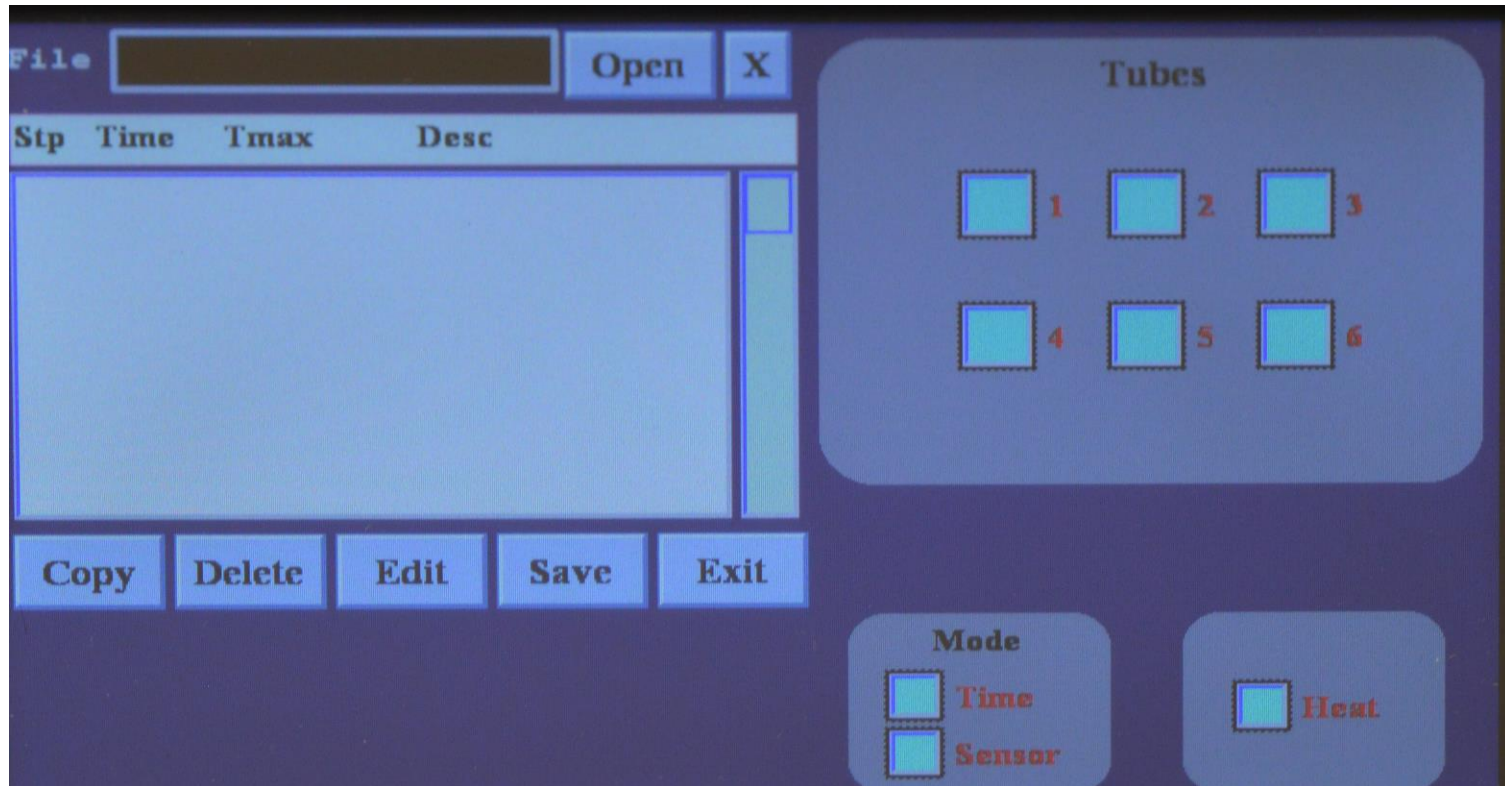 File Open X
Stp Time Tmax Desc
Copy Delete Edit Save Exit
Tubes
1 2 3
4 5 6
Mode
Time
Sensor
Heat